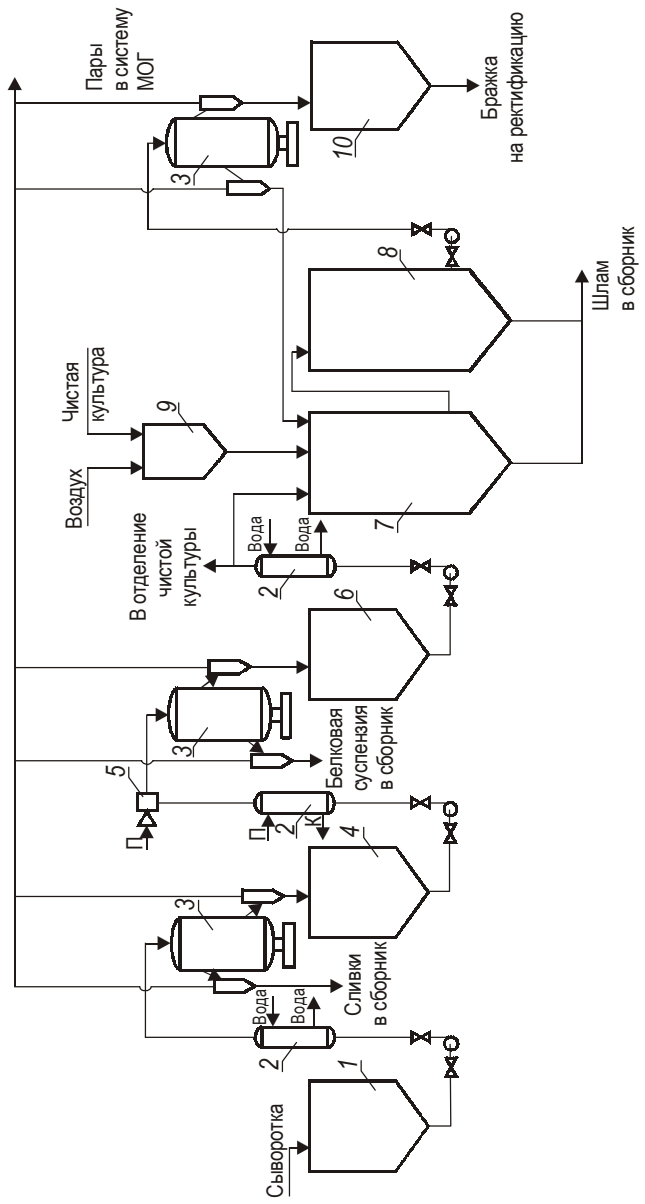 Сыворотка
1
2
Вода
Вода
Сливки
в сборник
3
4
П
2
К
П
5
Белковая
суспензия
в сборник
3
6
2
Вода
Вода
В отделение
чистой
культуры
Воздух
Чистая
культура
9
7
8
Шлам
в сборник
3
10
Пары
в систему
МОГ
Бражка
на ректификацию